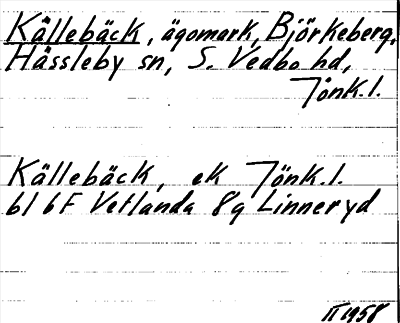 Källebäck, ägomark, Björkeberg,
Hässleby sn, S. Vedbo hd,
Jönk.l.
Källebäck, ek Jönk.l.
bl 6F Vetlanda 8g Linneryd
II 1958